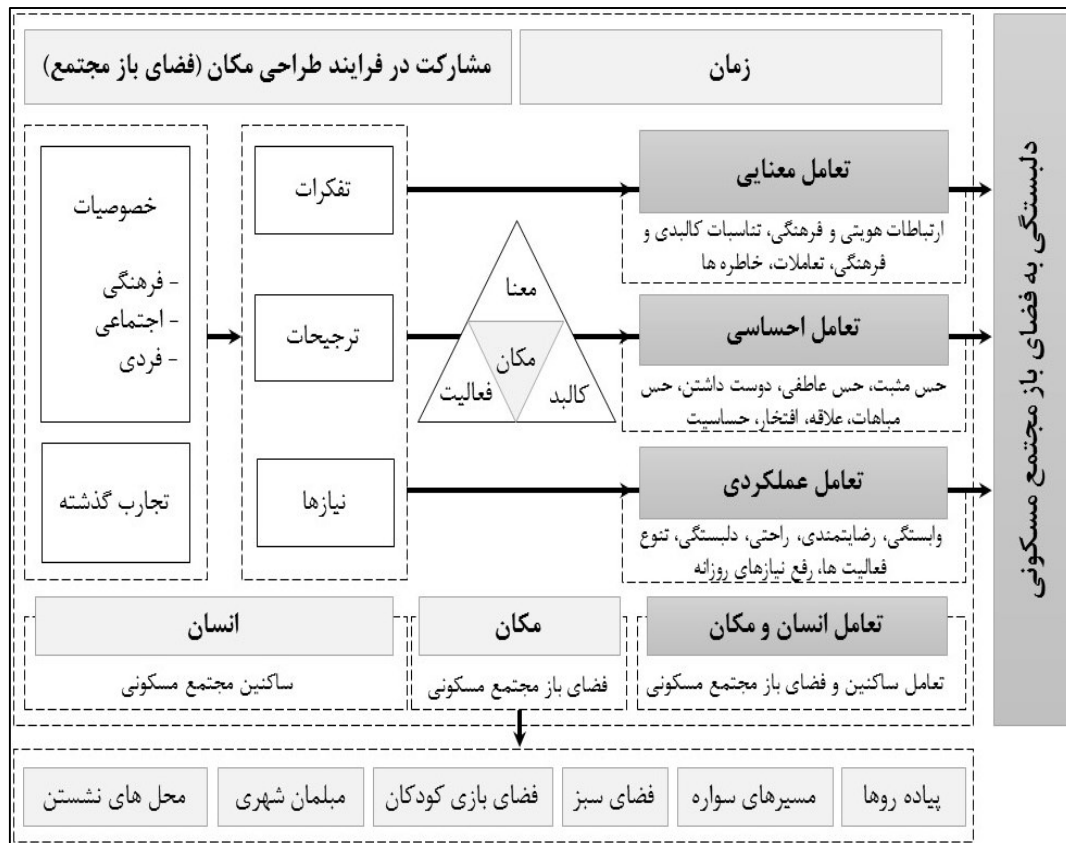 زمان
مشارکت در فرایند طراحی مکان (فضای باز مجتمع)
دلبستگی به فضای باز مجتمع مسکونی
خصوصیات
- فرهنگی
- اجتماعی
- فردی
تجارب گذشته
تفکرات
ترجیحات
نیازها
معنا
مکان
فعالیت
کالبد
تعامل معنایی
ارتباطات هویتی و فرهنگی، تناسبات کالبدی و
فرهنگی، تعاملات، خاطره ها
تعامل احساسی
حس مثبت، حس عاطفی، دوست داشتن، حس
مباهات، علاقه، افتخار، حساسیت
تعامل عملکردی
وابستگی، رضایتمندی، راحتی، دلبستگی، تنوع
فعالیت ها، رفع نیازهای روزانه
انسان
ساکنین مجتمع مسکونی
مکان
فضای باز مجتمع مسکونی
تعامل انسان و مکان
تعامل ساکنین و فضای باز مجتمع مسکونی
پیاده روها
مسیرهای سواره
فضای سبز
فضای بازی کودکان
مبلمان شهری
محل های نشستن